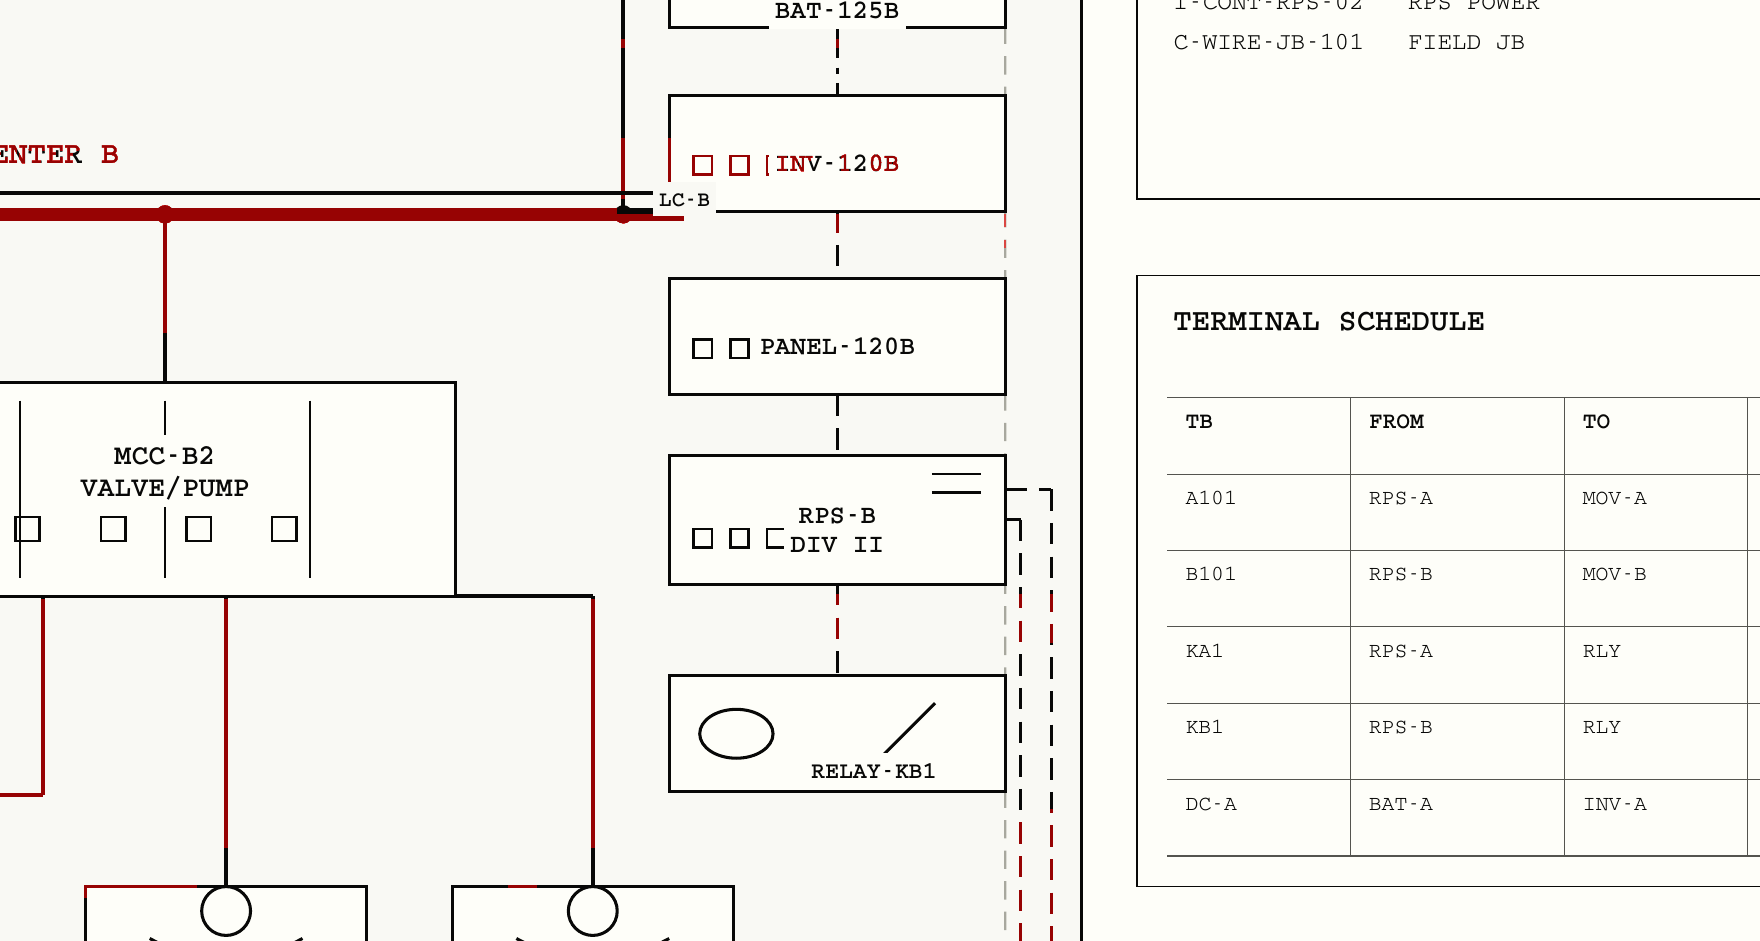 BAT-125B
C-WIRE-JB-101 FIELD JB
ENTER B
INV-120B
LC-B
PANEL-120B
MCC-B2
VALVE/PUMP
RPS-B
DIV II
RELAY-KB1
TERMINAL SCHEDULE
TB FROM TO
A101 RPS-A MOV-A
B101 RPS-B MOV-B
KA1 RPS-A RLY
KB1 RPS-B RLY
DC-A BAT-A INV-A